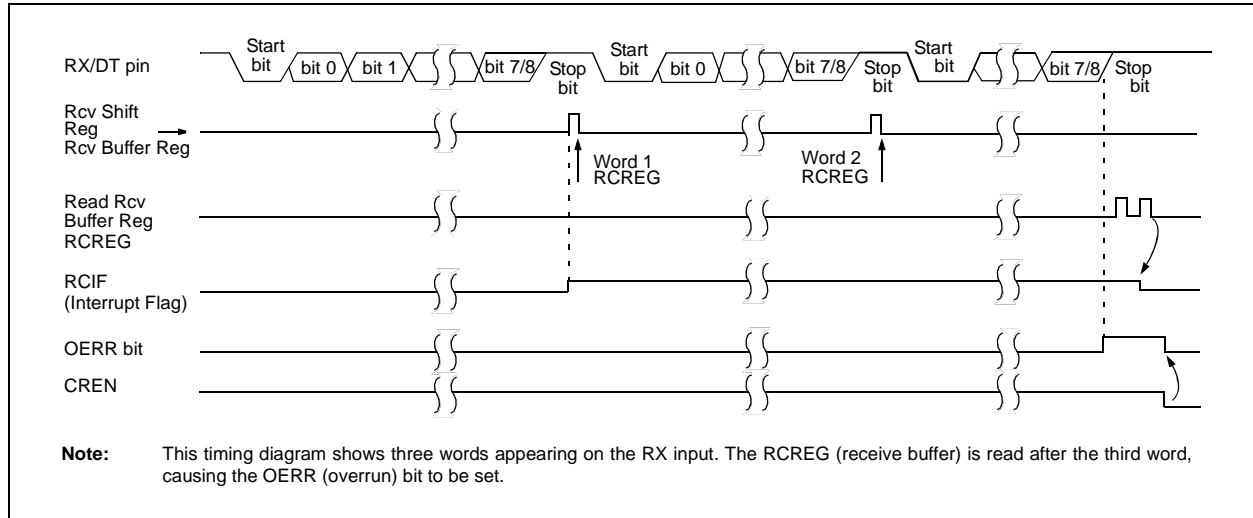 RX/DT pin
Start
bit
bit 0
bit 1
bit 7/8
Stop
bit
Start
bit
bit 0
bit 7/8
Stop
bit
Start
bit
bit 7/8
Stop
bit
Rcv Shift
Reg
Rcv Buffer Reg
Word 1
RCREG
Word 2
RCREG
Read Rcv
Buffer Reg
RCREG
RCIF
(Interrupt Flag)
OERR bit
CREN
Note: This timing diagram shows three words appearing on the RX input. The RCREG (receive buffer) is read after the third word,
causing the OERR (overrun) bit to be set.